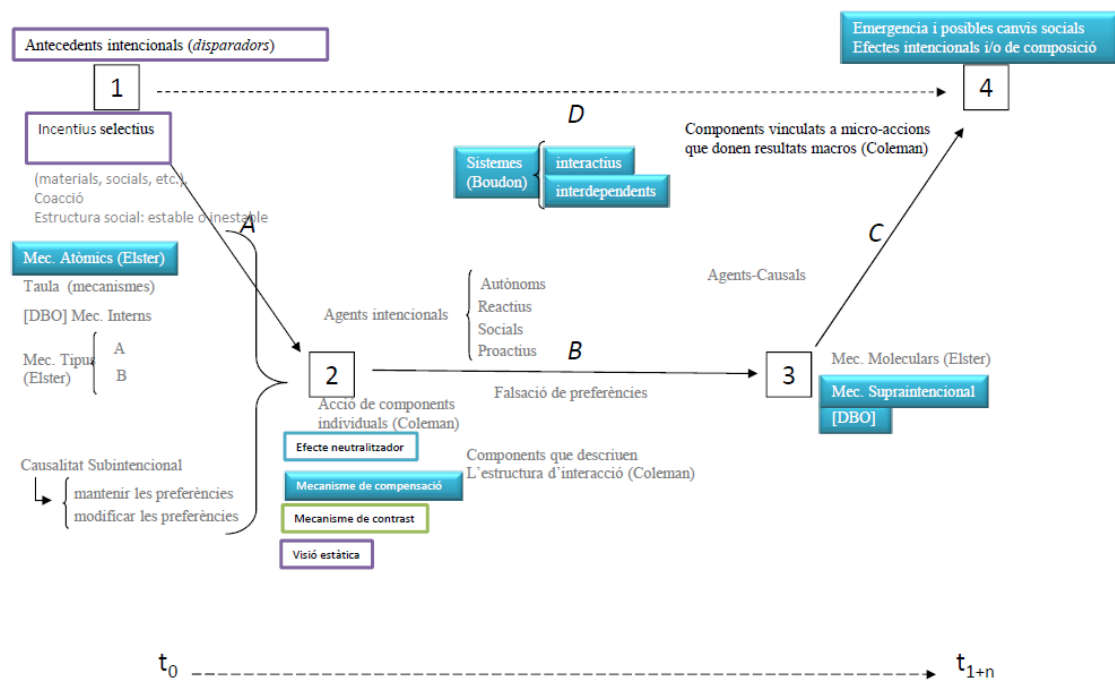 Antecedents intencionals (disparadors)
Emergencia i posibles canvis socials
Efectes intencionals i/o de composició
1
4
D
Incentius selectius
Components vinculats a micro-accions
que donen resultats macros (Coleman)
Sistemes
(Boudon)
interactius
interdependents
(materials, socials, etc.),
Coacció
Estructura social: estable o inestable
A
C
Mec. Atòmics (Elster)
Taula (mecanismes)
[DBO] Mec. Interns
Mec. Tipus
(Elster)
A
B
Agents intencionals
Autònoms
Reactius
Socials
Proactius
Agents-Causals
B
2
3
Falsació de preferències
Mec. Moleculars (Elster)
Mec. Supraintencional
[DBO]
Acció de components
individuals (Coleman)
Efecte neutralitzador
Components que descriuen
L'estructura d'interacció (Coleman)
Causalitat Subintencional
mantenir les preferències
modificar les preferències
Mecanisme de compensació
Mecanisme de contrast
Visió estàtica
t0
t1+n